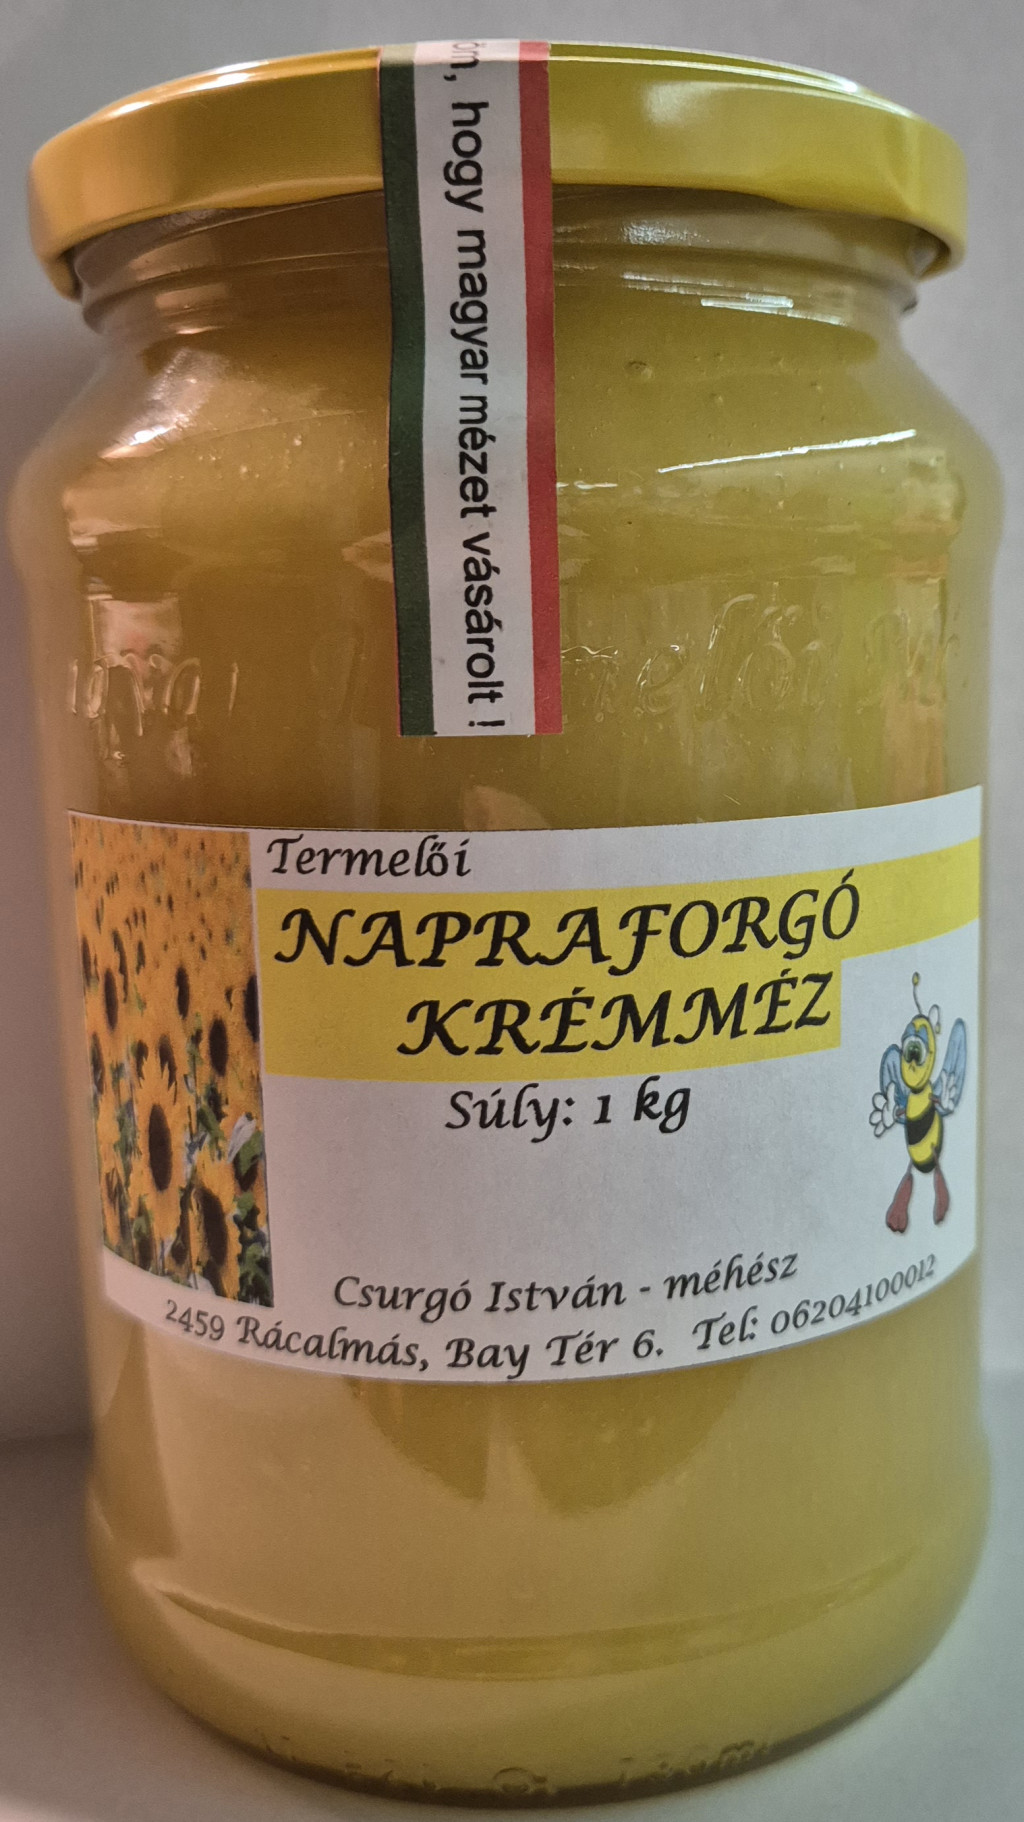 hogy magyar mézet vásárolt !
Termelői
NAPRAFORGÓ
KRÉMMÉZ
Súly: 1 kg
Csurgó István - méhész
2459 Rácalmás, Bay Tér 6. Tel: 06204100012